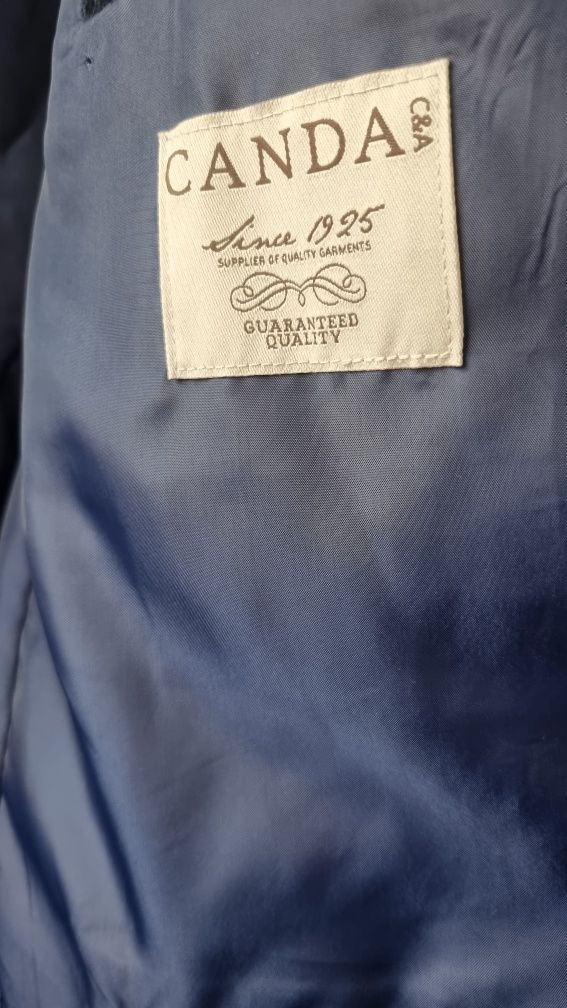 CANDA
C&A
Since 1925
SUPPLIER OF QUALITY GARMENTS
GUARANTEED
QUALITY